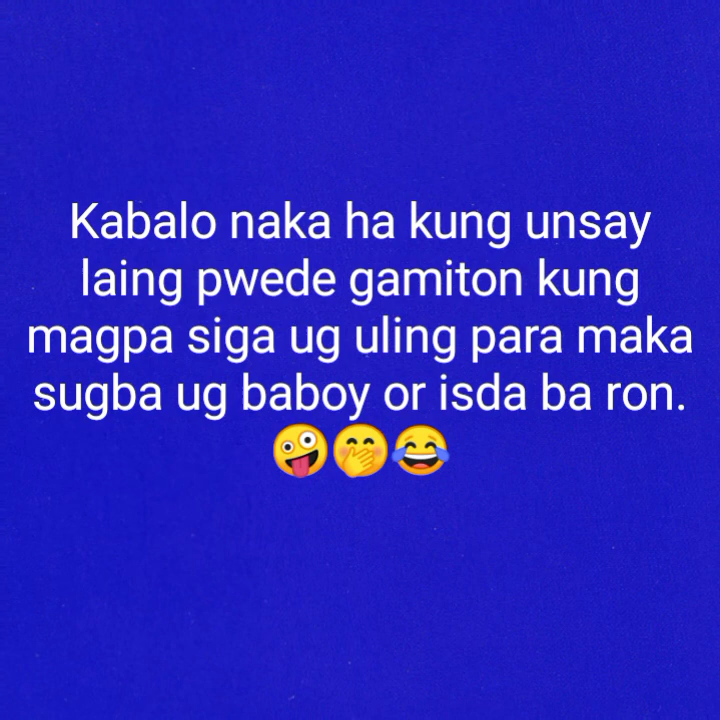 Kabalo naka ha kung unsay
laing pwede gamiton kung
magpa siga ug uling para maka
sugba ug baboy or isda ba ron.
🤪🤭😂